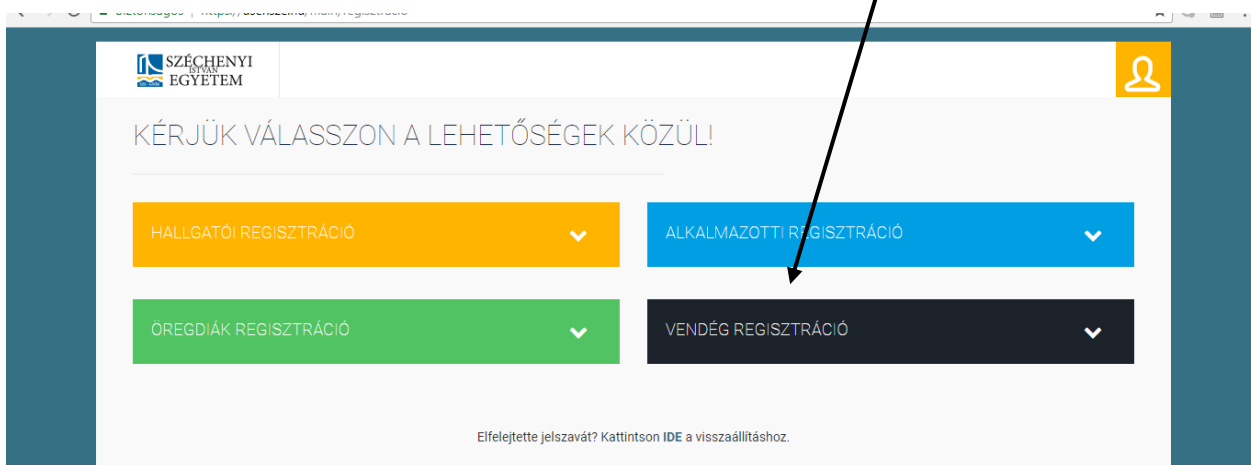 SZÉCHENYI
ISTVÁN
EGYETEM
KÉRJÜK VÁLASSZON A LEHETŐSÉGEK KÖZÜL!
HALLGATÓI REGISZTRÁCIÓ
ALKALMAZOTTI REGISZTRÁCIÓ
ÖREGDIÁK REGISZTRÁCIÓ
VENDÉG REGISZTRÁCIÓ
Elfelejtette jelszavát? Kattintson IDE a visszaállításhoz.